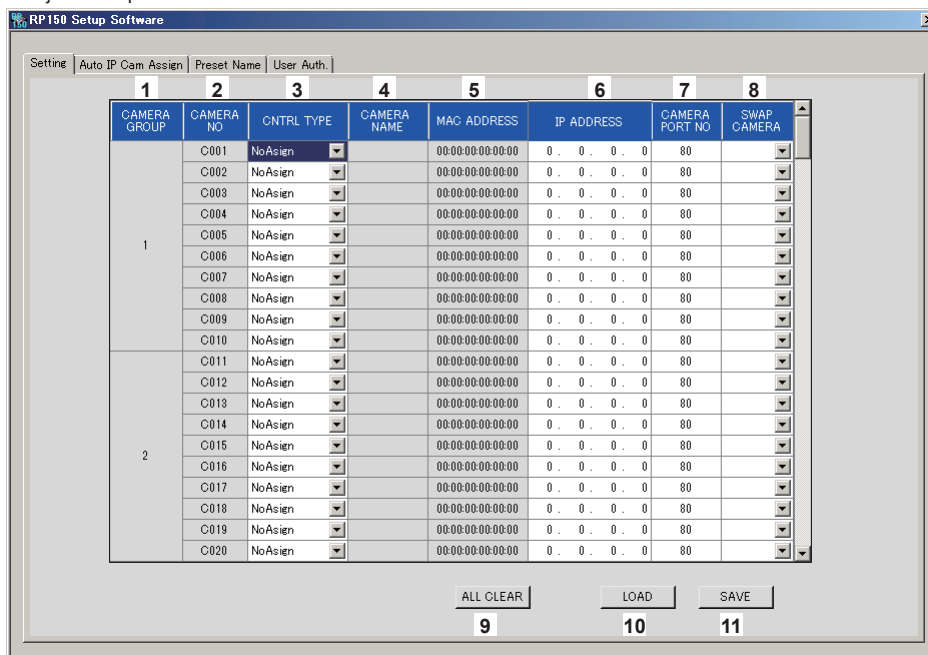 RP150 Setup Software
Setting Auto IP Cam Assign Preset Name User Auth.
1 2 3 4 5 6 7 8
CAMERA GROUP CAMERA NO CNTRL TYPE CAMERA NAME MAC ADDRESS IP ADDRESS CAMERA PORT NO SWAP CAMERA
C001 NoAsign 00:00:00:00:00:00 0 . 0 . 0 . 0 80
C002 NoAsign 00:00:00:00:00:00 0 . 0 . 0 . 0 80
C003 NoAsign 00:00:00:00:00:00 0 . 0 . 0 . 0 80
C004 NoAsign 00:00:00:00:00:00 0 . 0 . 0 . 0 80
1 C005 NoAsign 00:00:00:00:00:00 0 . 0 . 0 . 0 80
C006 NoAsign 00:00:00:00:00:00 0 . 0 . 0 . 0 80
C007 NoAsign 00:00:00:00:00:00 0 . 0 . 0 . 0 80
C008 NoAsign 00:00:00:00:00:00 0 . 0 . 0 . 0 80
C009 NoAsign 00:00:00:00:00:00 0 . 0 . 0 . 0 80
C010 NoAsign 00:00:00:00:00:00 0 . 0 . 0 . 0 80
C011 NoAsign 00:00:00:00:00:00 0 . 0 . 0 . 0 80
C012 NoAsign 00:00:00:00:00:00 0 . 0 . 0 . 0 80
C013 NoAsign 00:00:00:00:00:00 0 . 0 . 0 . 0 80
C014 NoAsign 00:00:00:00:00:00 0 . 0 . 0 . 0 80
C015 NoAsign 00:00:00:00:00:00 0 . 0 . 0 . 0 80
2 C016 NoAsign 00:00:00:00:00:00 0 . 0 . 0 . 0 80
C017 NoAsign 00:00:00:00:00:00 0 . 0 . 0 . 0 80
C018 NoAsign 00:00:00:00:00:00 0 . 0 . 0 . 0 80
C019 NoAsign 00:00:00:00:00:00 0 . 0 . 0 . 0 80
C020 NoAsign 00:00:00:00:00:00 0 . 0 . 0 . 0 80
ALL CLEAR LOAD SAVE
9 10 11